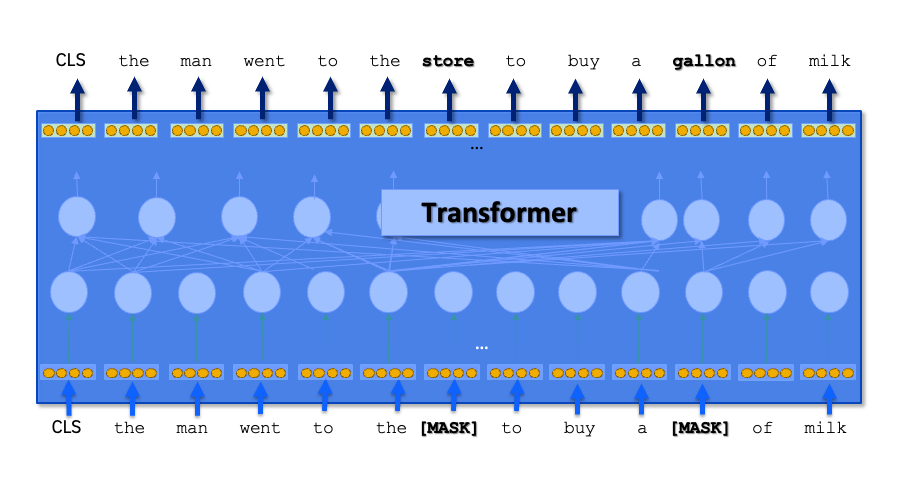 CLS the man went to the store to buy a gallon of milk
...
Transformer
...
CLS the man went to the [MASK] to buy a [MASK] of milk